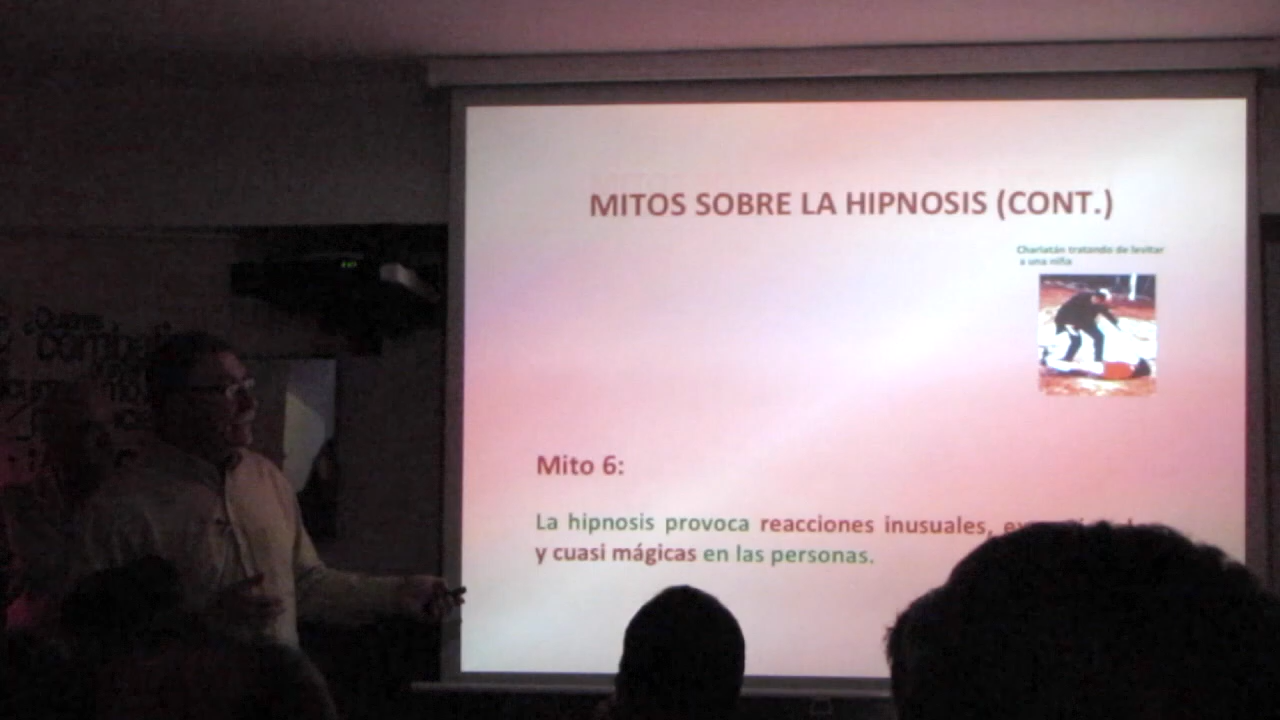 MITOS SOBRE LA HIPNOSIS (CONT.)
Charlatán tratando de levitar
a una niña
Mito 6:
La hipnosis provoca reacciones inusuales,
y cuasi mágicas en las personas.
¿Quieres